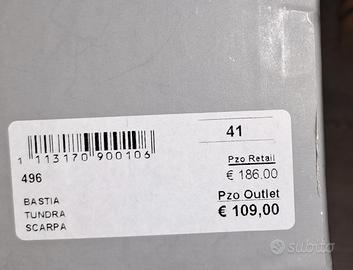 41
1 113170 900106
496
Pzo Retail
€ 186,00
BASTIA
TUNDRA
SCARPA
Pzo Outlet
€ 109,00
subito